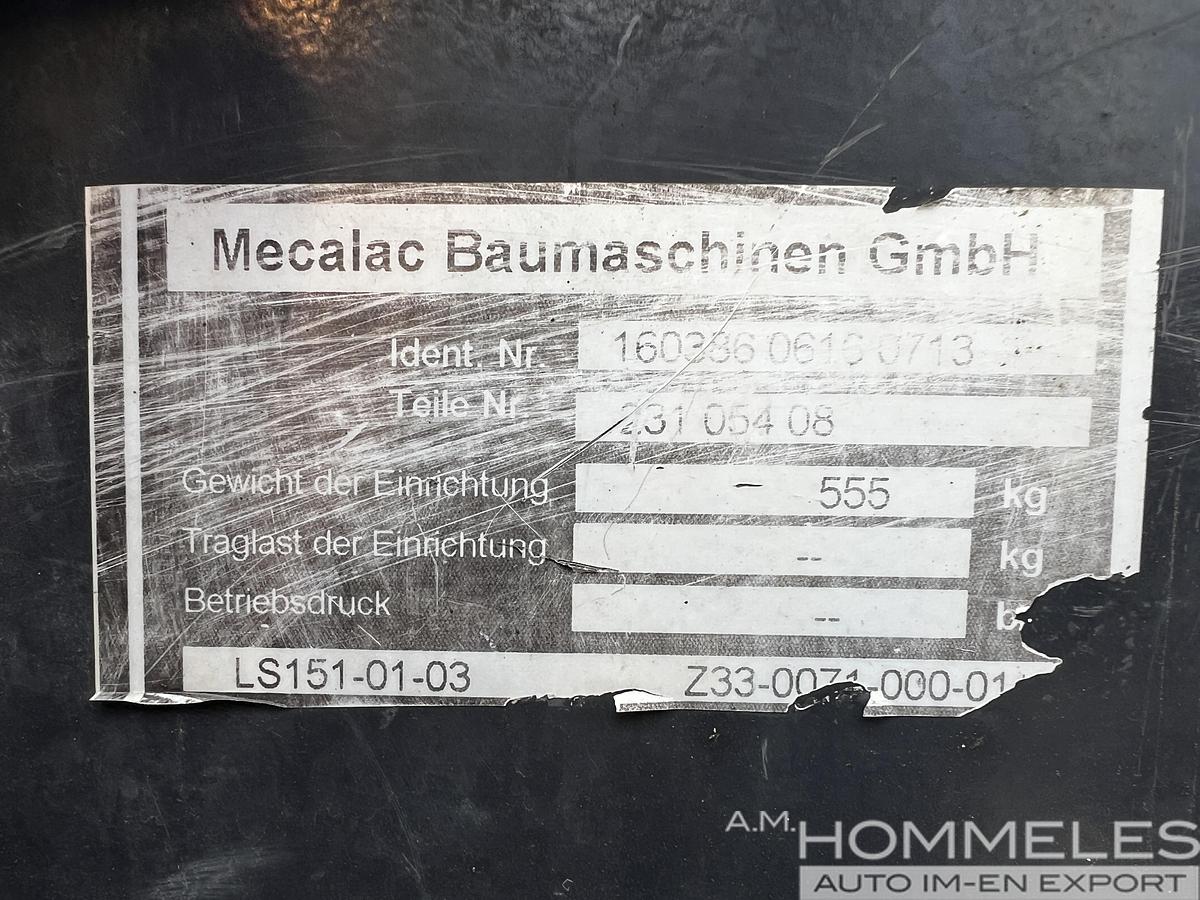 Mecalac Baumaschinen GmbH
Ident. Nr. 160336 0616 0713
Teile Nr 231 054 08
Gewicht der Einrichtung 555 kg
Traglast der Einrichtung -- kg
Betriebsdruck --
LS151-01-03 Z33-0071-000-01
A.M. HOMMELES
AUTO IM-EN EXPORT